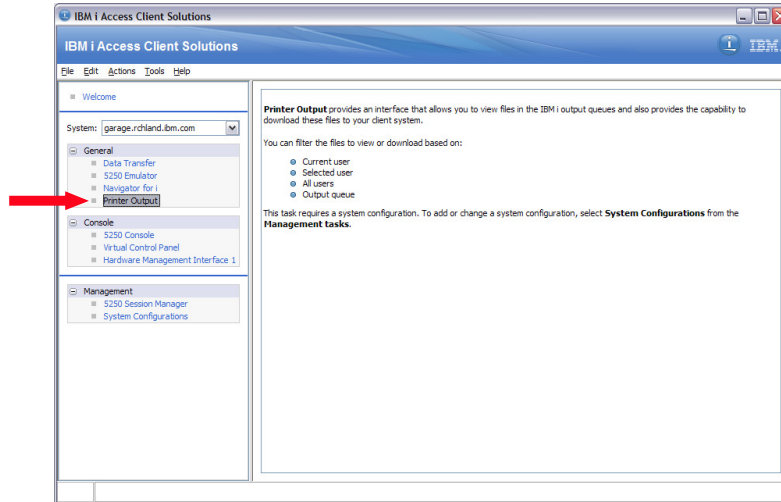 IBM i Access Client Solutions
IBM i Access Client Solutions
IBM
File Edit Actions Tools Help
Welcome
System: garage.rchland.ibm.com
General
Data Transfer
5250 Emulator
Navigator for i
Printer Output
Console
5250 Console
Virtual Control Panel
Hardware Management Interface 1
Management
5250 Session Manager
System Configurations
Printer Output provides an interface that allows you to view files in the IBM i output queues and also provides the capability to
download these files to your client system.
You can filter the files to view or download based on:
Current user
Selected user
All users
Output queue
This task requires a system configuration. To add or change a system configuration, select System Configurations from the
Management tasks.